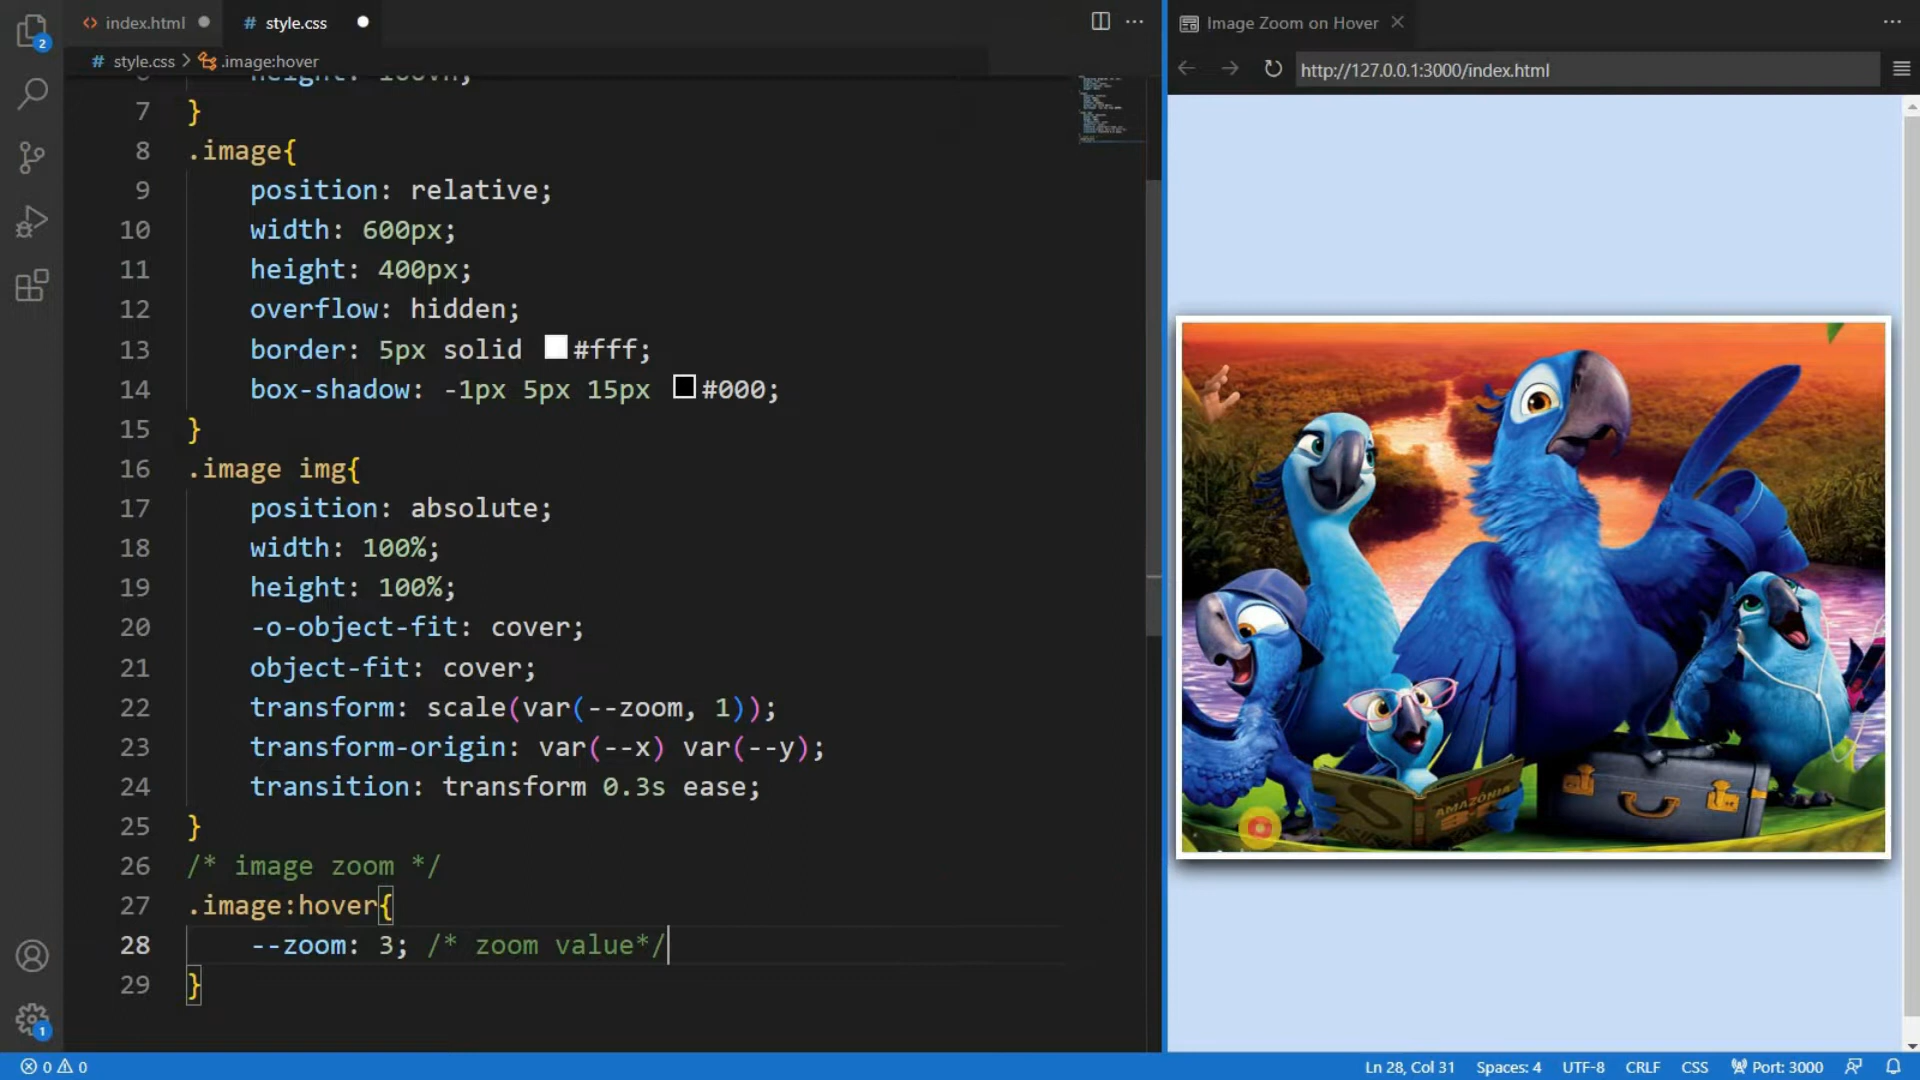 index.html
style.css
Image Zoom on Hover
style.css
.image:hover
http://127.0.0.1:3000/index.html
2
7 }
8 .image{
9 position: relative;
10 width: 600px;
11 height: 400px;
12 overflow: hidden;
13 border: 5px solid #fff;
14 box-shadow: -1px 5px 15px #000;
15 }
16 .image img{
17 position: absolute;
18 width: 100%;
19 height: 100%;
20 -o-object-fit: cover;
21 object-fit: cover;
22 transform: scale(var(--zoom, 1));
23 transform-origin: var(--x) var(--y);
24 transition: transform 0.3s ease;
25 }
26 /* image zoom */
27 .image:hover{
28 --zoom: 3; /* zoom value*/
29 }
AMAZÔNIA
1
0 0
Ln 28, Col 31
Spaces: 4
UTF-8
CRLF
CSS
Port: 3000